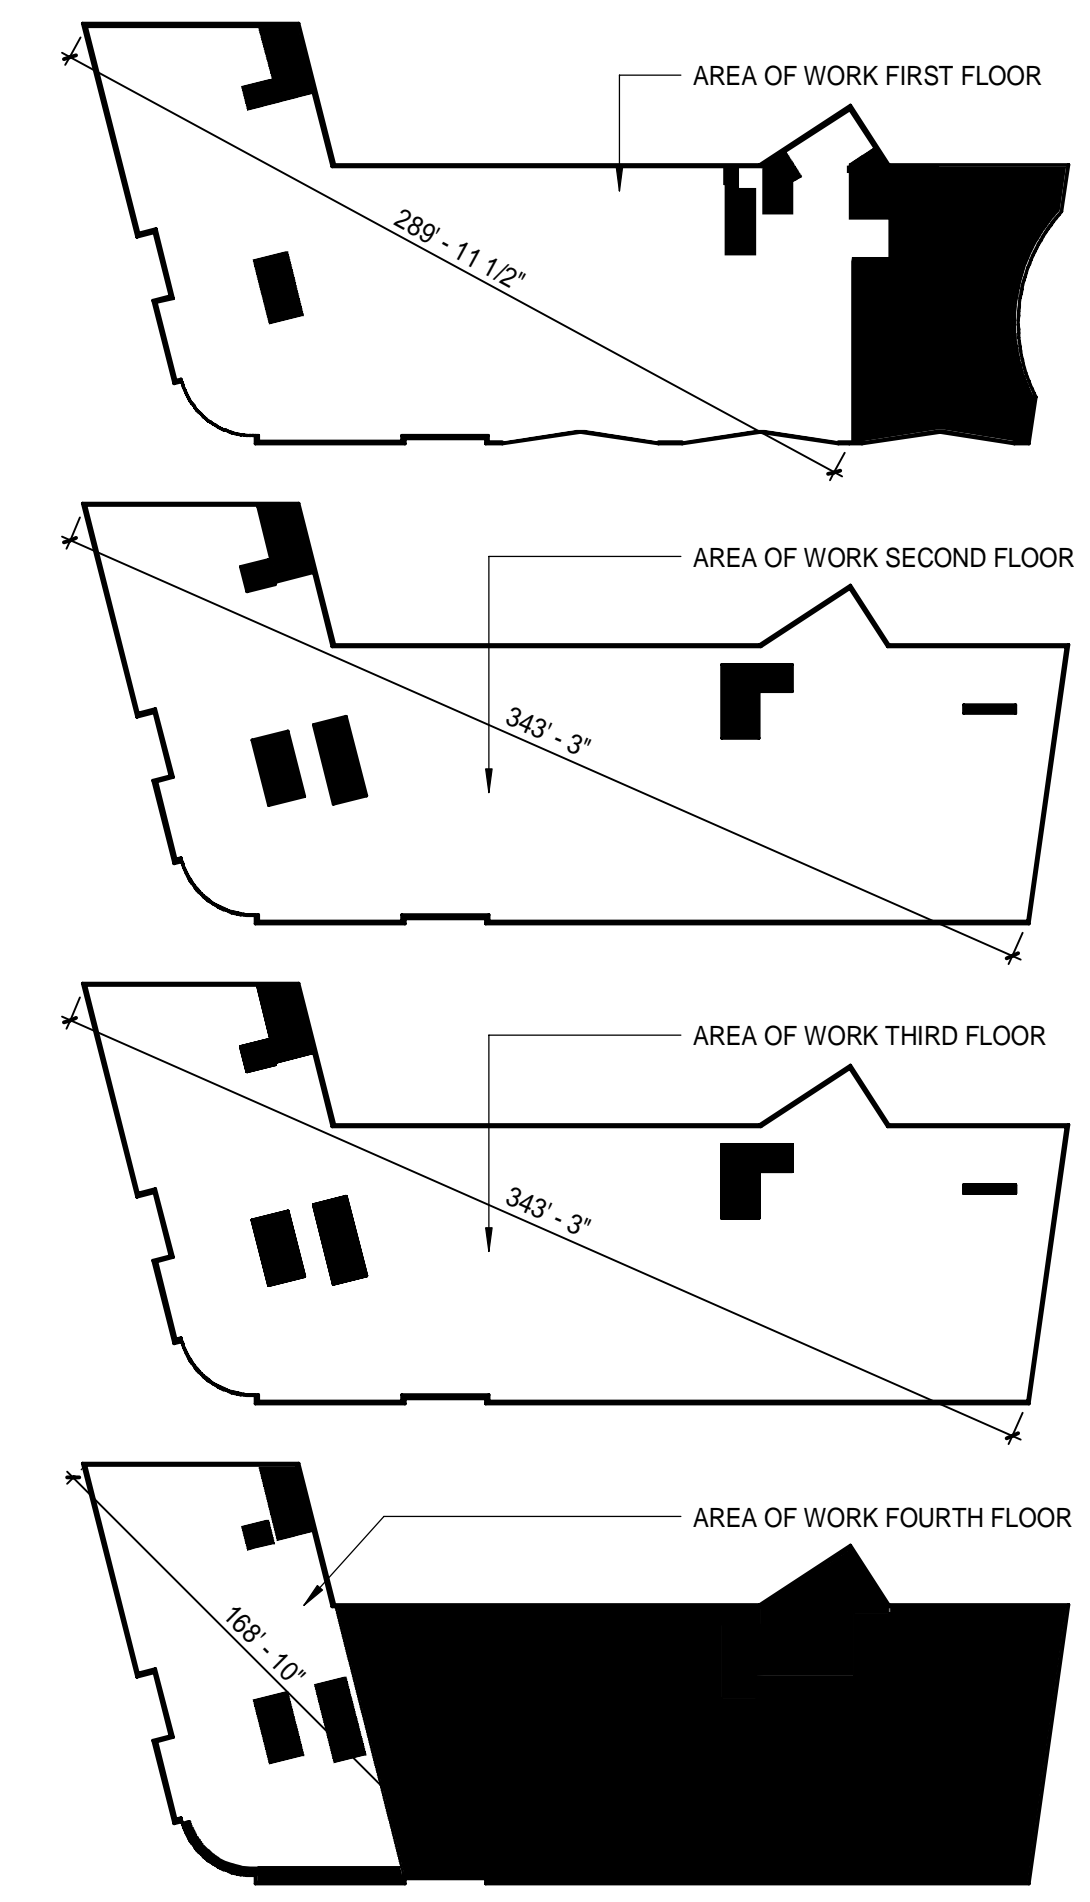 AREA OF WORK FIRST FLOOR
289' - 11 1/2"
AREA OF WORK SECOND FLOOR
343' - 3"
AREA OF WORK THIRD FLOOR
343' - 3"
AREA OF WORK FOURTH FLOOR
168' - 10"